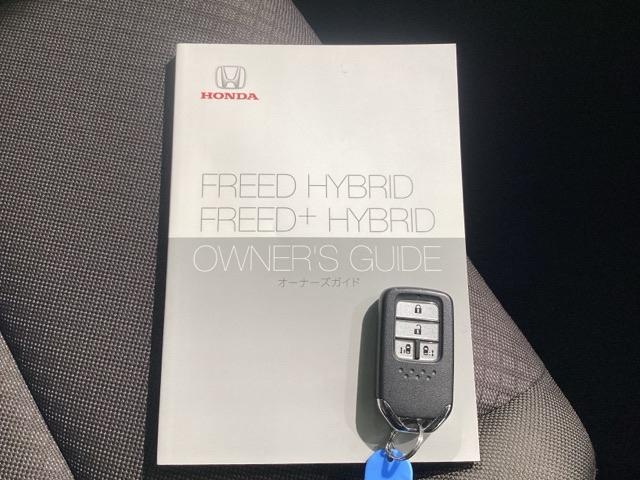 HONDA
FREED HYBRID
FREED+ HYBRID
OWNER'S GUIDE
オーナーズガイド